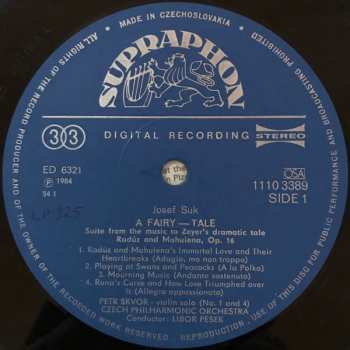 MADE IN CZECHOSLOVAKIA
ALL RIGHTS OF THE RECORD PRODUCER AND OF THE OWNER OF THE RECORDED WORK RESERVED • REPRODUCTION, USE OF THIS DISC FOR PUBLIC PERFORMANCE AND BROADCASTING PROHIBITED
SUPRAPHON
33
DIGITAL RECORDING
STEREO
ED 6321
℗ 1984
QSA
1110 3389
SIDE 1
at the
Josef Suk
A FAIRY — TALE
Suite from the music to Zeyer's dramatic tale
Radúz and Mahulena, Op. 16
1. Radúz and Mahulena's Immortal Love and Their
Heartbreaks (Adagio, ma non troppo)
2. Playing at Swans and Peacocks (A la Polka)
3. Mourning Music (Andante sostenuto)
4. Runa's Curse and How Love Triumphed over
It (Allegro appassionato)
PETR ŠKVOR - violin solo (No. 1 and 4)
CZECH PHILHARMONIC ORCHESTRA
Conductor: LIBOR PEŠEK